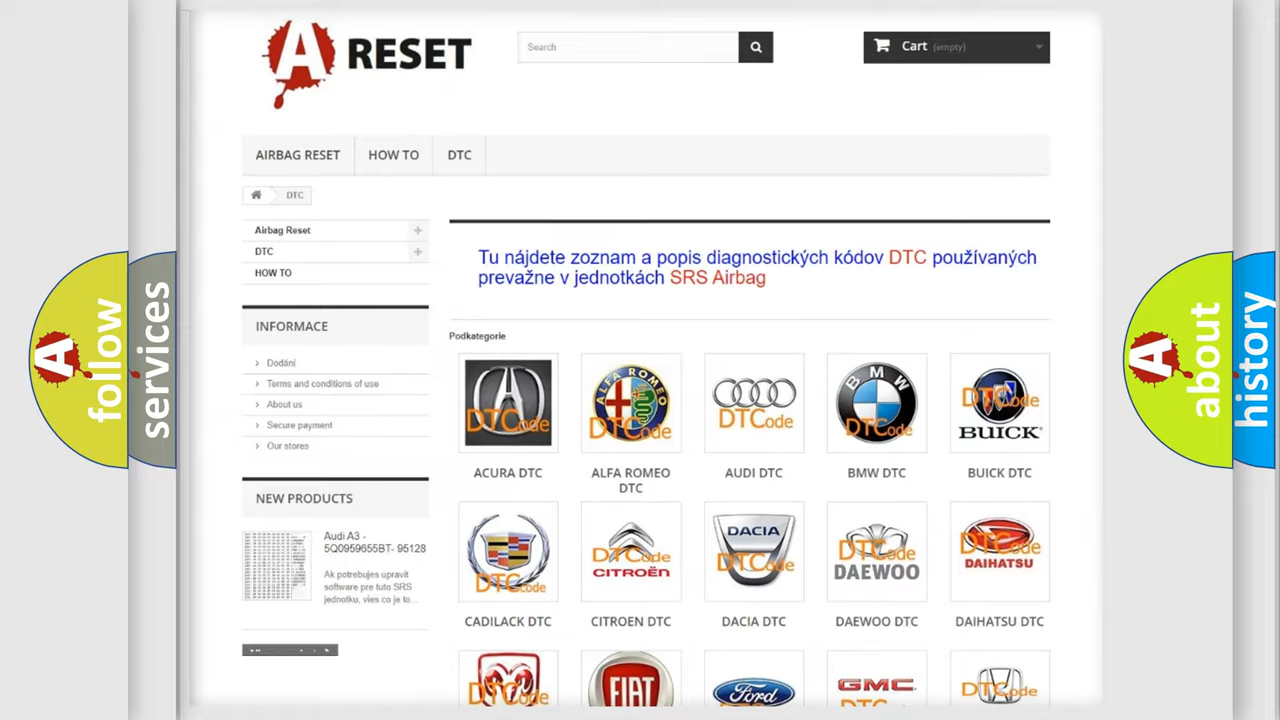 A RESET
Search
Cart (empty)
AIRBAG RESET
HOW TO
DTC
DTC
Airbag Reset
DTC
HOW TO
Tu nájdete zoznam a popis diagnostických kódov DTC používaných
prevažne v jednotkách SRS Airbag
INFORMACE
Dodání
Terms and conditions of use
About us
Secure payment
Our stores
Podkategorie
DTCode
ALFA ROMEO
DTCode
DTCode
BMW
DTCode
DTCode
BUICK
ACURA DTC
ALFA ROMEO
DTC
AUDI DTC
BMW DTC
BUICK DTC
NEW PRODUCTS
Audi A3 -
5Q0959655BT- 95128
Ak potrebujes upravit
software pre tuto SRS
jednotku, vies co je to...
DTCode
DTCode
CITROËN
DACIA
DTCode
DTCode
DAEWOO
DTCode
DAIHATSU
CADILACK DTC
CITROEN DTC
DACIA DTC
DAEWOO DTC
DAIHATSU DTC
DTCode
FIAT
Ford
GMC
DTCode
A follow
services
A about
history